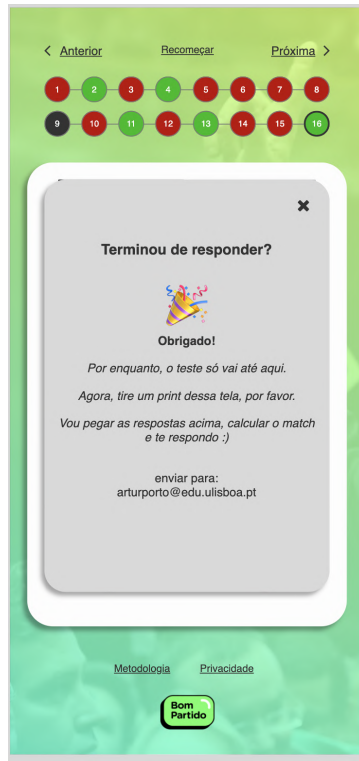 Anterior Recomeçar Próxima
1 2 3 4 5 6 7 8
9 10 11 12 13 14 15 16
Terminou de responder?
Obrigado!
Por enquanto, o teste só vai até aqui.
Agora, tire um print dessa tela, por favor.
Vou pegar as respostas acima, calcular o match
e te respondo :)
enviar para:
arturporto@edu.ulisboa.pt
Metodologia Privacidade
Bom
Partido